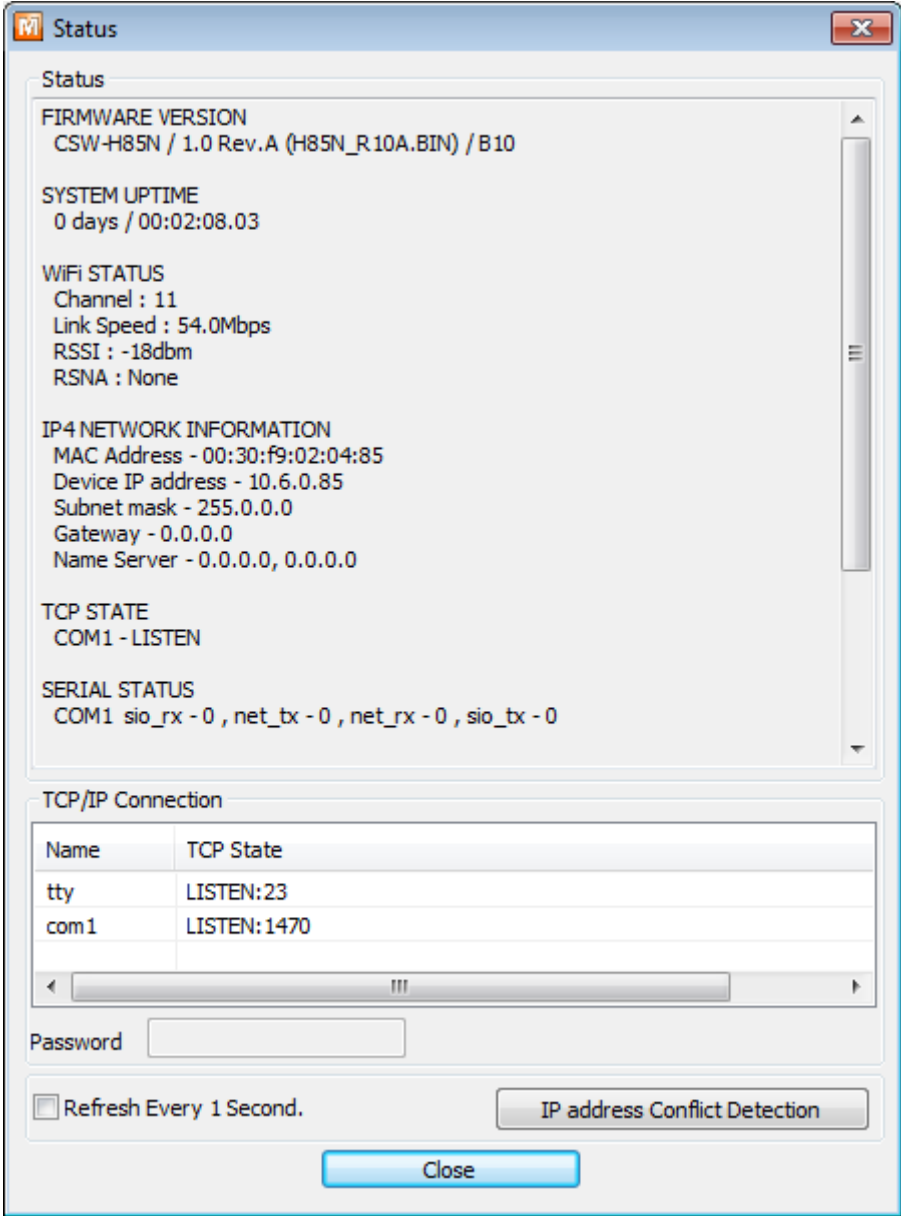 Status
Status
FIRMWARE VERSION
CSW-H85N / 1.0 Rev.A (H85N_R10A.BIN) / B10
SYSTEM UPTIME
0 days / 00:02:08.03
WiFi STATUS
Channel : 11
Link Speed : 54.0Mbps
RSSI : -18dbm
RSNA : None
IP4 NETWORK INFORMATION
MAC Address - 00:30:f9:02:04:85
Device IP address - 10.6.0.85
Subnet mask - 255.0.0.0
Gateway - 0.0.0.0
Name Server - 0.0.0.0, 0.0.0.0
TCP STATE
COM1 - LISTEN
SERIAL STATUS
COM1 sio_rx - 0 , net_tx - 0 , net_rx - 0 , sio_tx - 0
TCP/IP Connection
Name TCP State
tty LISTEN:23
com1 LISTEN:1470
Password
Refresh Every 1 Second. IP address Conflict Detection
Close